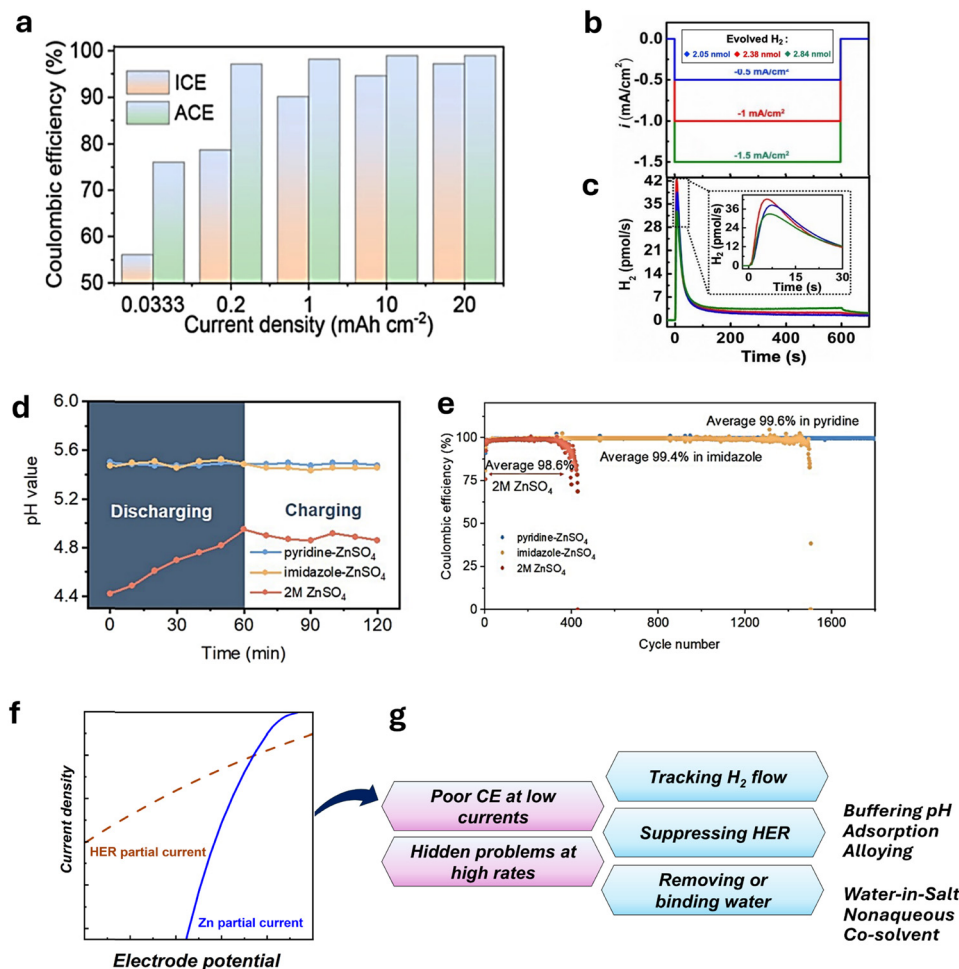 a
Coulombic efficiency (%)
100
90
80
70
60
50
ICE
ACE
0.0333
0.2
1
10
20
Current density (mAh cm⁻²)
b
i (mA/cm²)
0.0
-0.5
-1.0
-1.5
Evolved H₂ :
2.05 nmol
2.38 nmol
2.84 nmol
-0.5 mA/cm²
-1 mA/cm²
-1.5 mA/cm²
c
H₂ (pmol/s)
42
35
28
21
14
7
0
H₂ (pmol/s)
36
24
12
0
0
15
30
Time (s)
0
200
400
600
Time (s)
d
pH value
6.0
5.6
5.2
4.8
4.4
Discharging
Charging
pyridine-ZnSO₄
imidazole-ZnSO₄
2M ZnSO₄
0
30
60
90
120
Time (min)
e
Coulombic efficiency (%)
100
75
50
25
0
Average 99.6% in pyridine
Average 98.6%
Average 99.4% in imidazole
2M ZnSO₄
pyridine-ZnSO₄
imidazole-ZnSO₄
2M ZnSO₄
0
400
800
1200
1600
Cycle number
f
Current density
HER partial current
Zn partial current
Electrode potential
g
Poor CE at low
currents
Hidden problems at
high rates
Tracking H₂ flow
Suppressing HER
Removing or
binding water
Buffering pH
Adsorption
Alloying
Water-in-Salt
Nonaqueous
Co-solvent